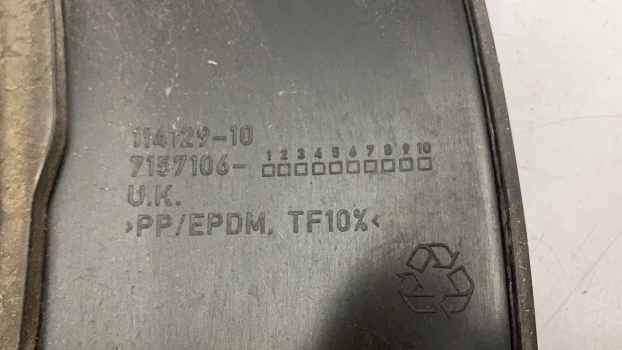 114129-10
7157106- 1 2 3 4 5 6 7 8 9 10
U.K.
>PP/EPDM, TF10%<